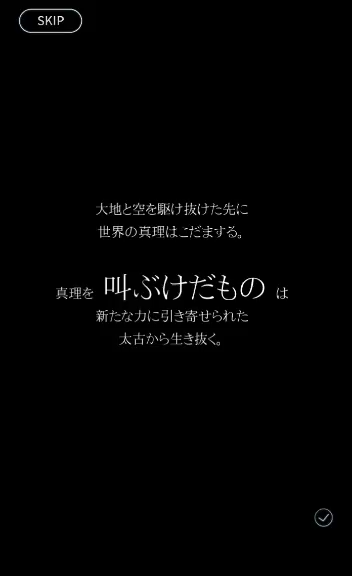 SKIP
大地と空を駆け抜けた先に
世界の真理はこだまする。
真理を 叫ぶけだもの は
新たな力に引き寄せられた
太古から生き抜く。